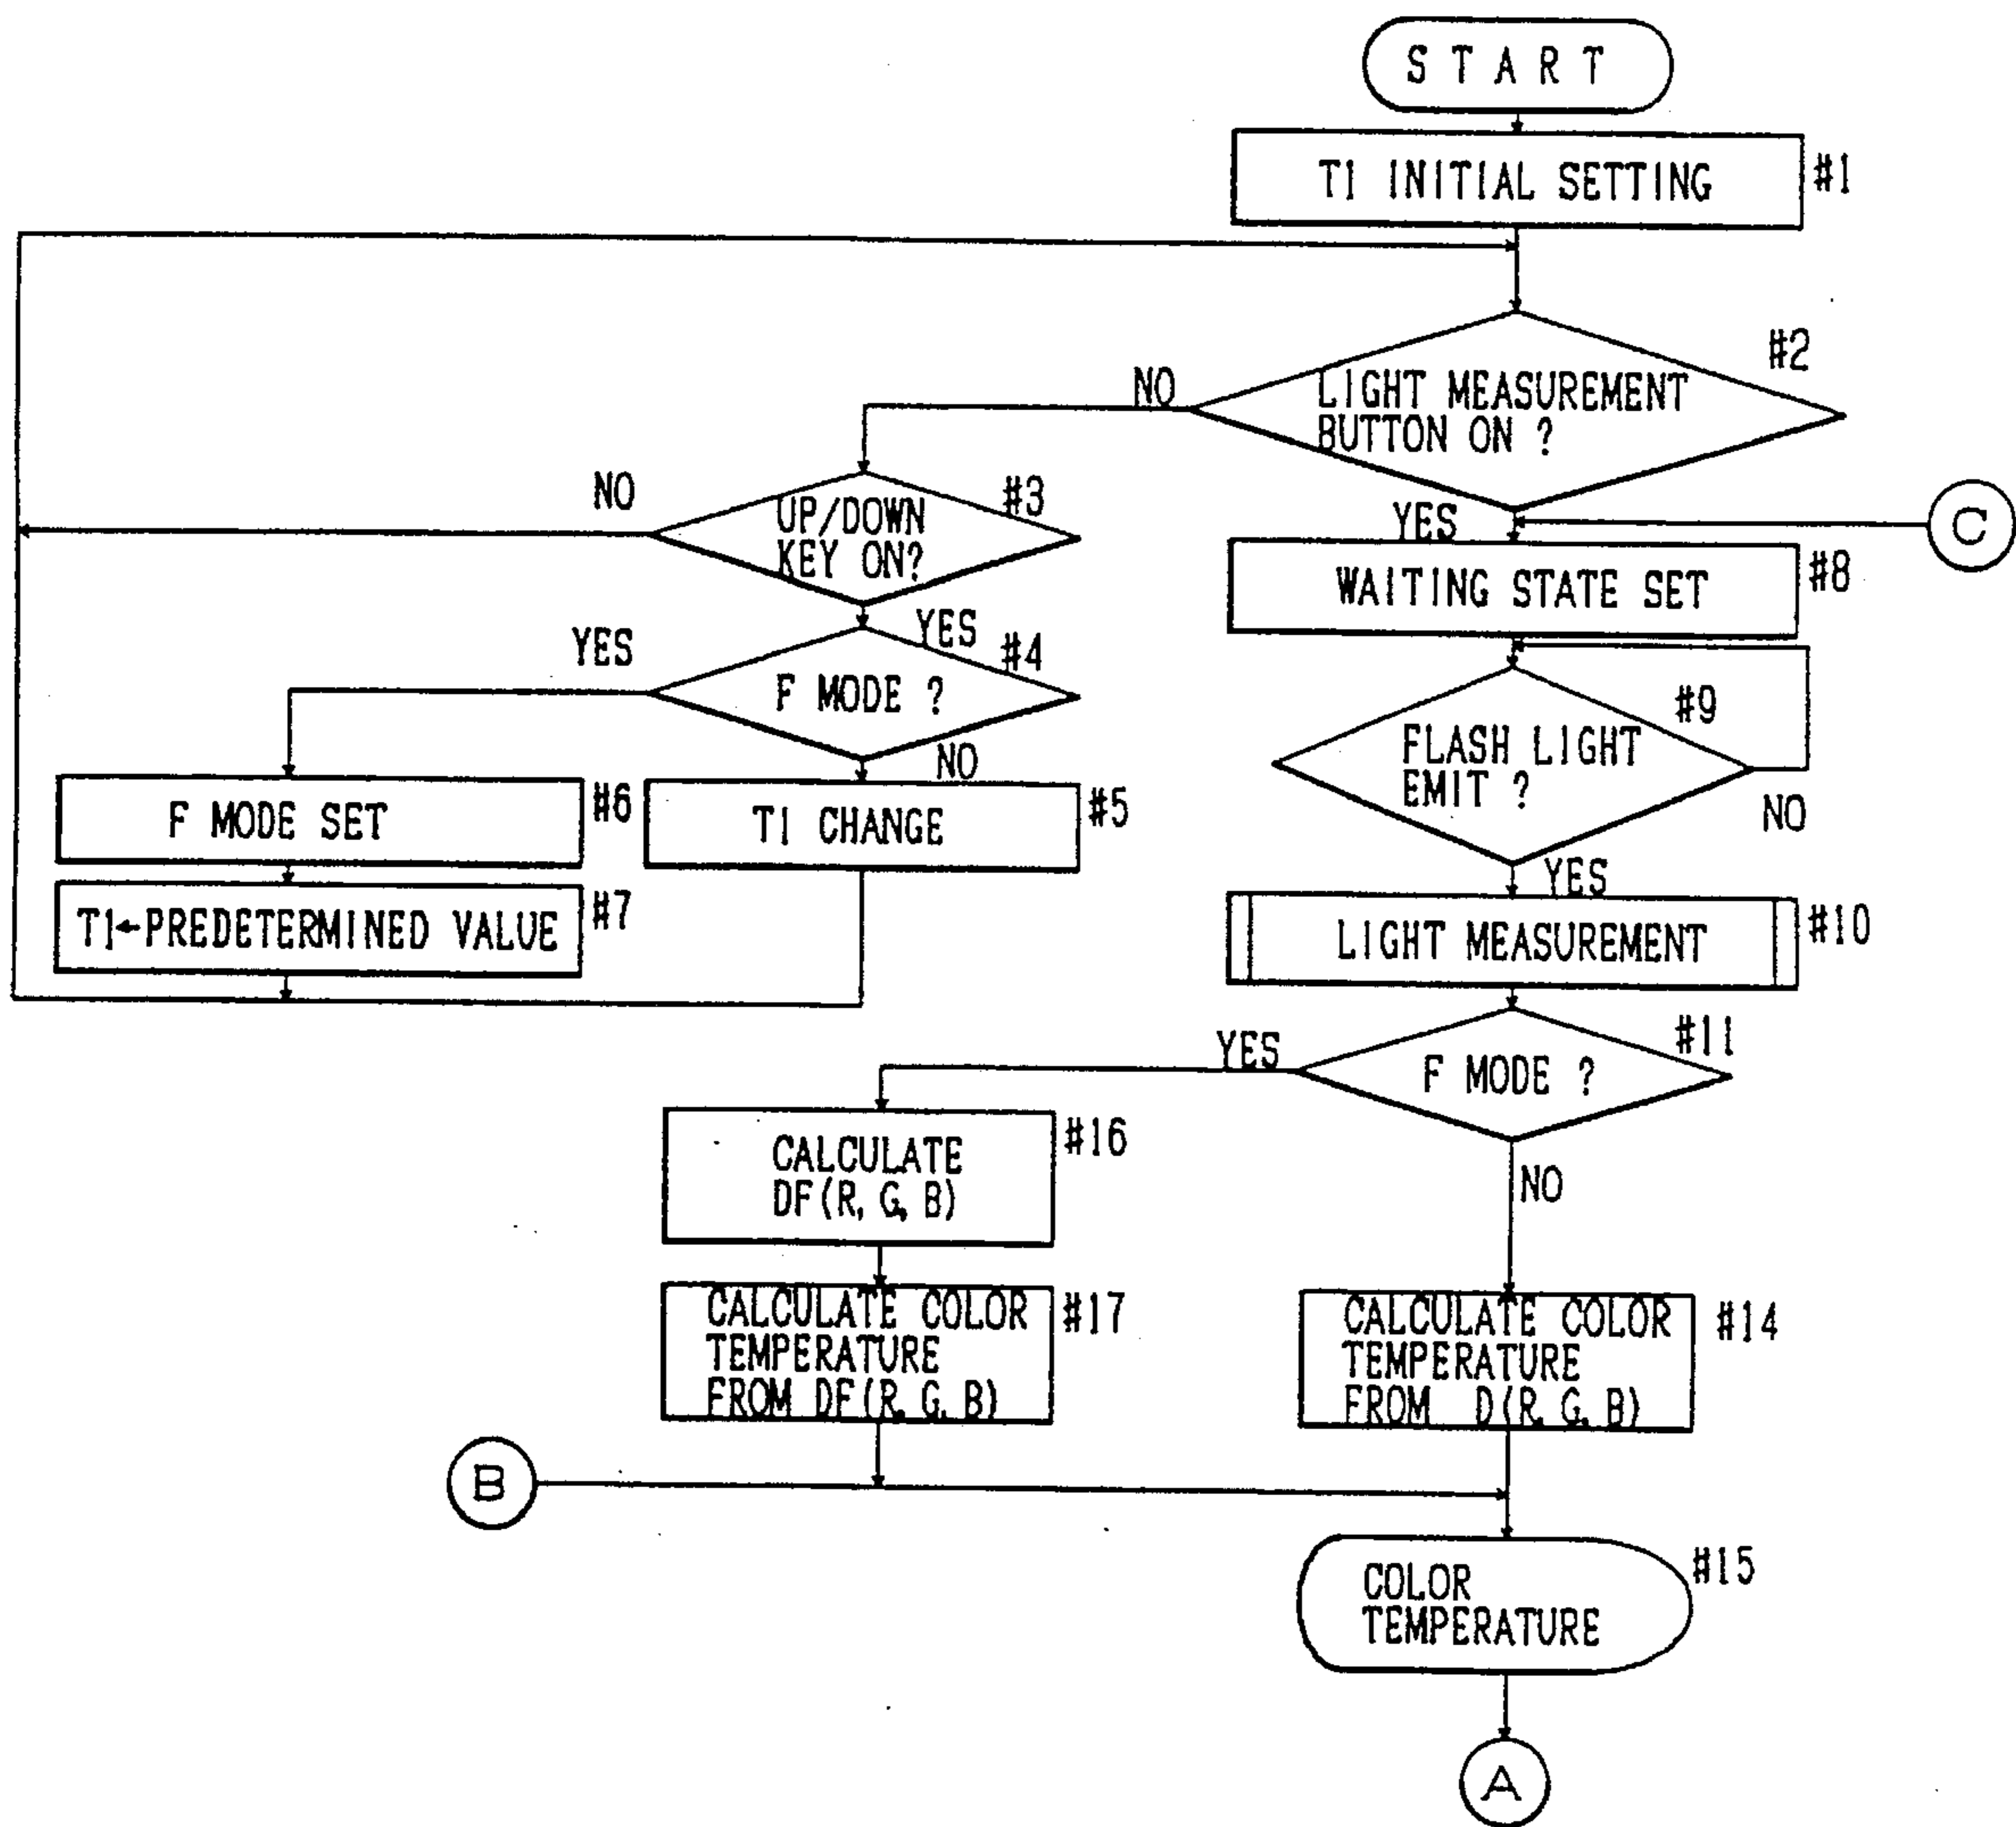 START
T1 INITIAL SETTING
#1
#2
LIGHT MEASUREMENT
BUTTON ON ?
NO
YES
C
#3
UP/DOWN
KEY ON?
NO
YES
#4
F MODE ?
YES
NO
F MODE SET
#6
T1 CHANGE
#5
T1←PREDETERMINED VALUE
#7
WAITING STATE SET
#8
#9
FLASH LIGHT
EMIT ?
NO
YES
LIGHT MEASUREMENT
#10
#11
F MODE ?
YES
NO
CALCULATE
DF(R, G, B)
#16
CALCULATE COLOR
TEMPERATURE
FROM DF(R, G, B)
#17
CALCULATE COLOR
TEMPERATURE
FROM D(R, G, B)
#14
B
COLOR
TEMPERATURE
#15
A